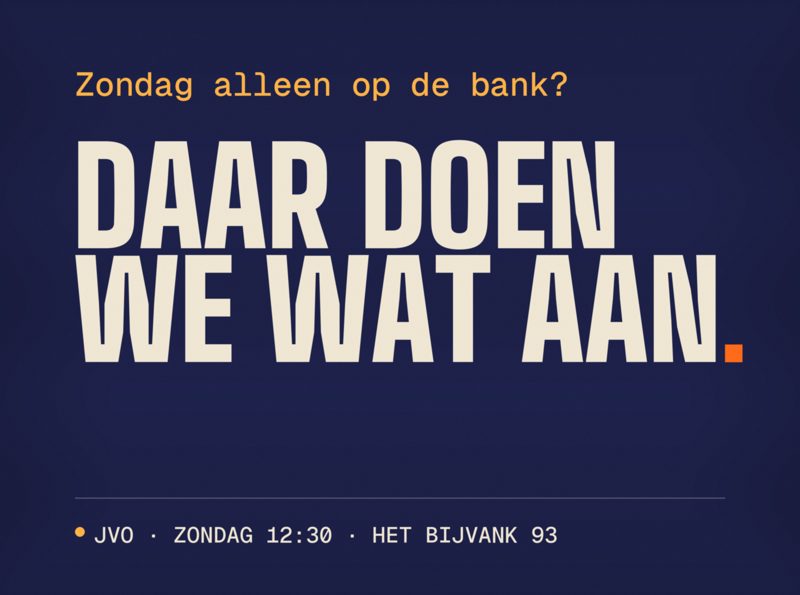 Zondag alleen op de bank?
DAAR DOEN
WE WAT AAN.
JVO · ZONDAG 12:30 · HET BIJVANK 93